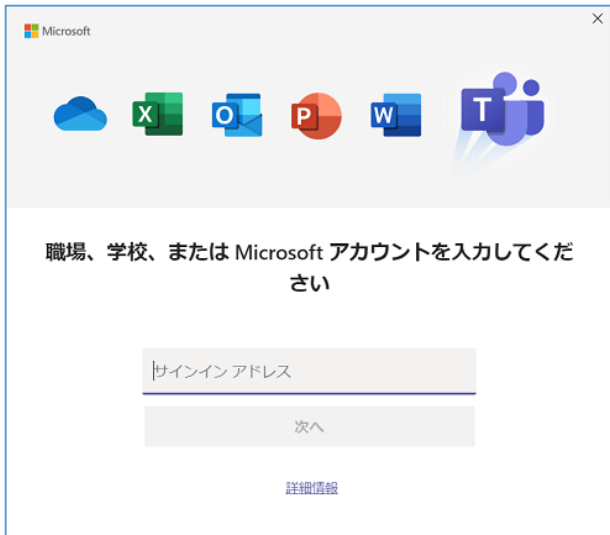 Microsoft
職場、学校、または Microsoft アカウントを入力してくだ
さい
サインイン アドレス
次へ
詳細情報